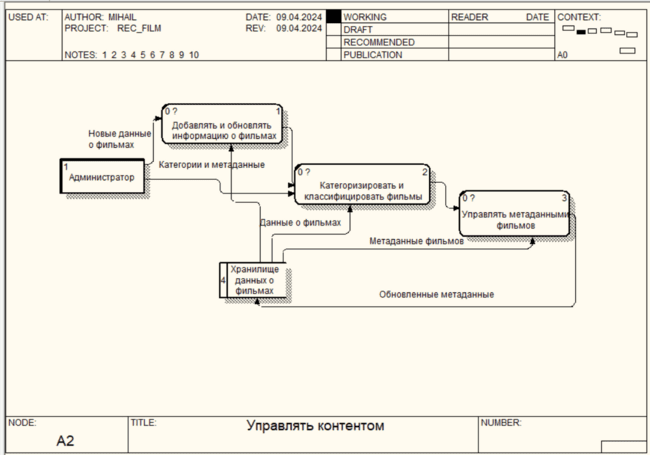 USED AT:
AUTHOR: MIHAIL
DATE: 09.04.2024
WORKING
READER
DATE
CONTEXT:
PROJECT: REC_FILM
REV: 09.04.2024
DRAFT
RECOMMENDED
NOTES: 1 2 3 4 5 6 7 8 9 10
PUBLICATION
A0
0 ?
1
Добавлять и обновлять
информацию о фильмах
Новые данные
о фильмах
1
Администратор
Категории и метаданные
0 ?
2
Категоризировать и
классифицировать фильмы
0 ?
3
Управлять метаданными
фильмов
Данные о фильмах
Метаданные фильмов
4
Хранилище
данных о
фильмах
Обновленные метаданные
NODE:
A2
TITLE:
Управлять контентом
NUMBER: